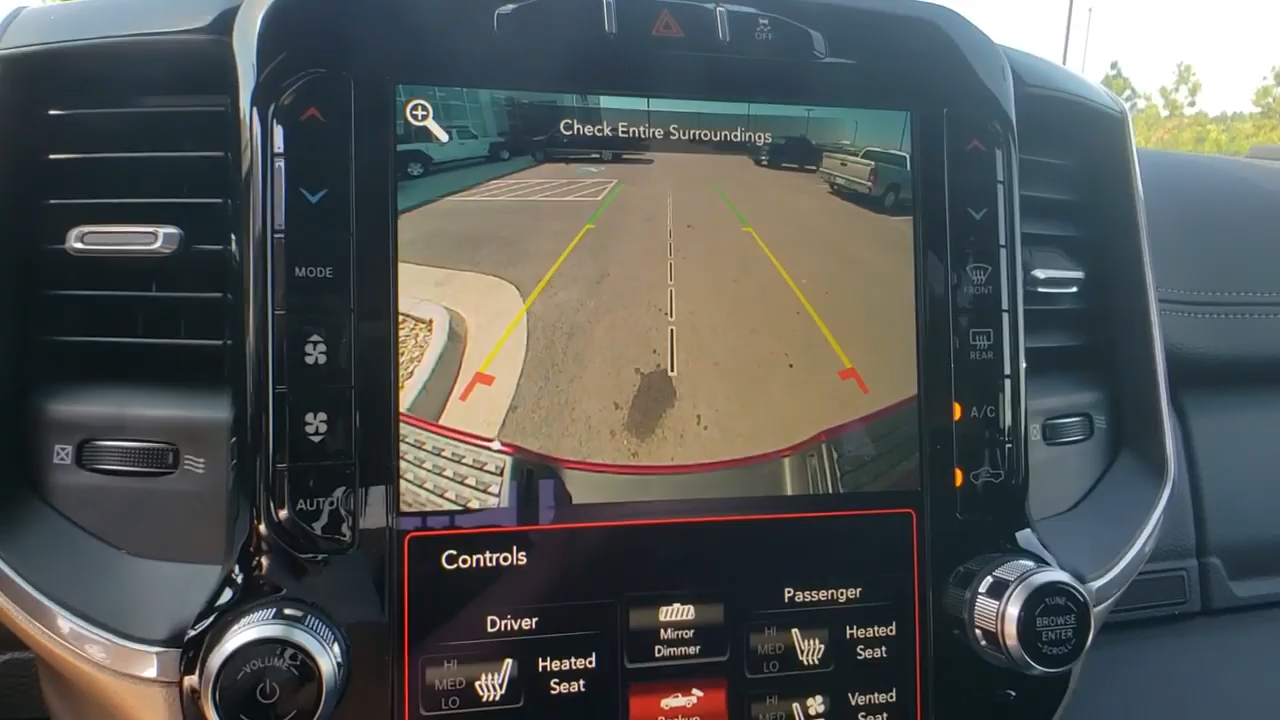 OFF
Check Entire Surroundings
MODE
FRONT
REAR
A/C
AUTO
Controls
Driver
Passenger
Mirror
Dimmer
HI
MED
LO
Heated
Seat
HI
MED
LO
Heated
Seat
Backup
HI
MED
Vented
Seat
VOLUME
TUNE
BROWSE
ENTER
SCROLL